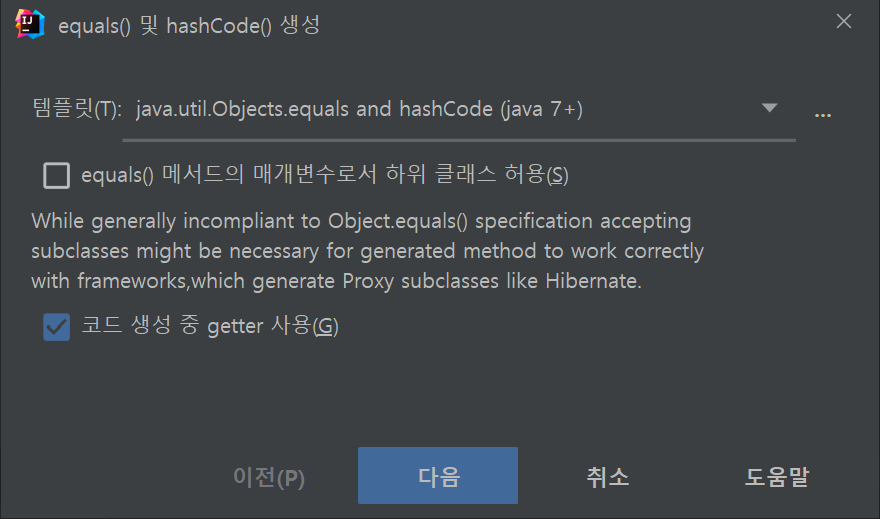 equals() 및 hashCode() 생성
템플릿(T): java.util.Objects.equals and hashCode (java 7+) ...
equals() 메서드의 매개변수로서 하위 클래스 허용(S)
While generally incompliant to Object.equals() specification accepting
subclasses might be necessary for generated method to work correctly
with frameworks,which generate Proxy subclasses like Hibernate.
코드 생성 중 getter 사용(G)
이전(P) 다음 취소 도움말